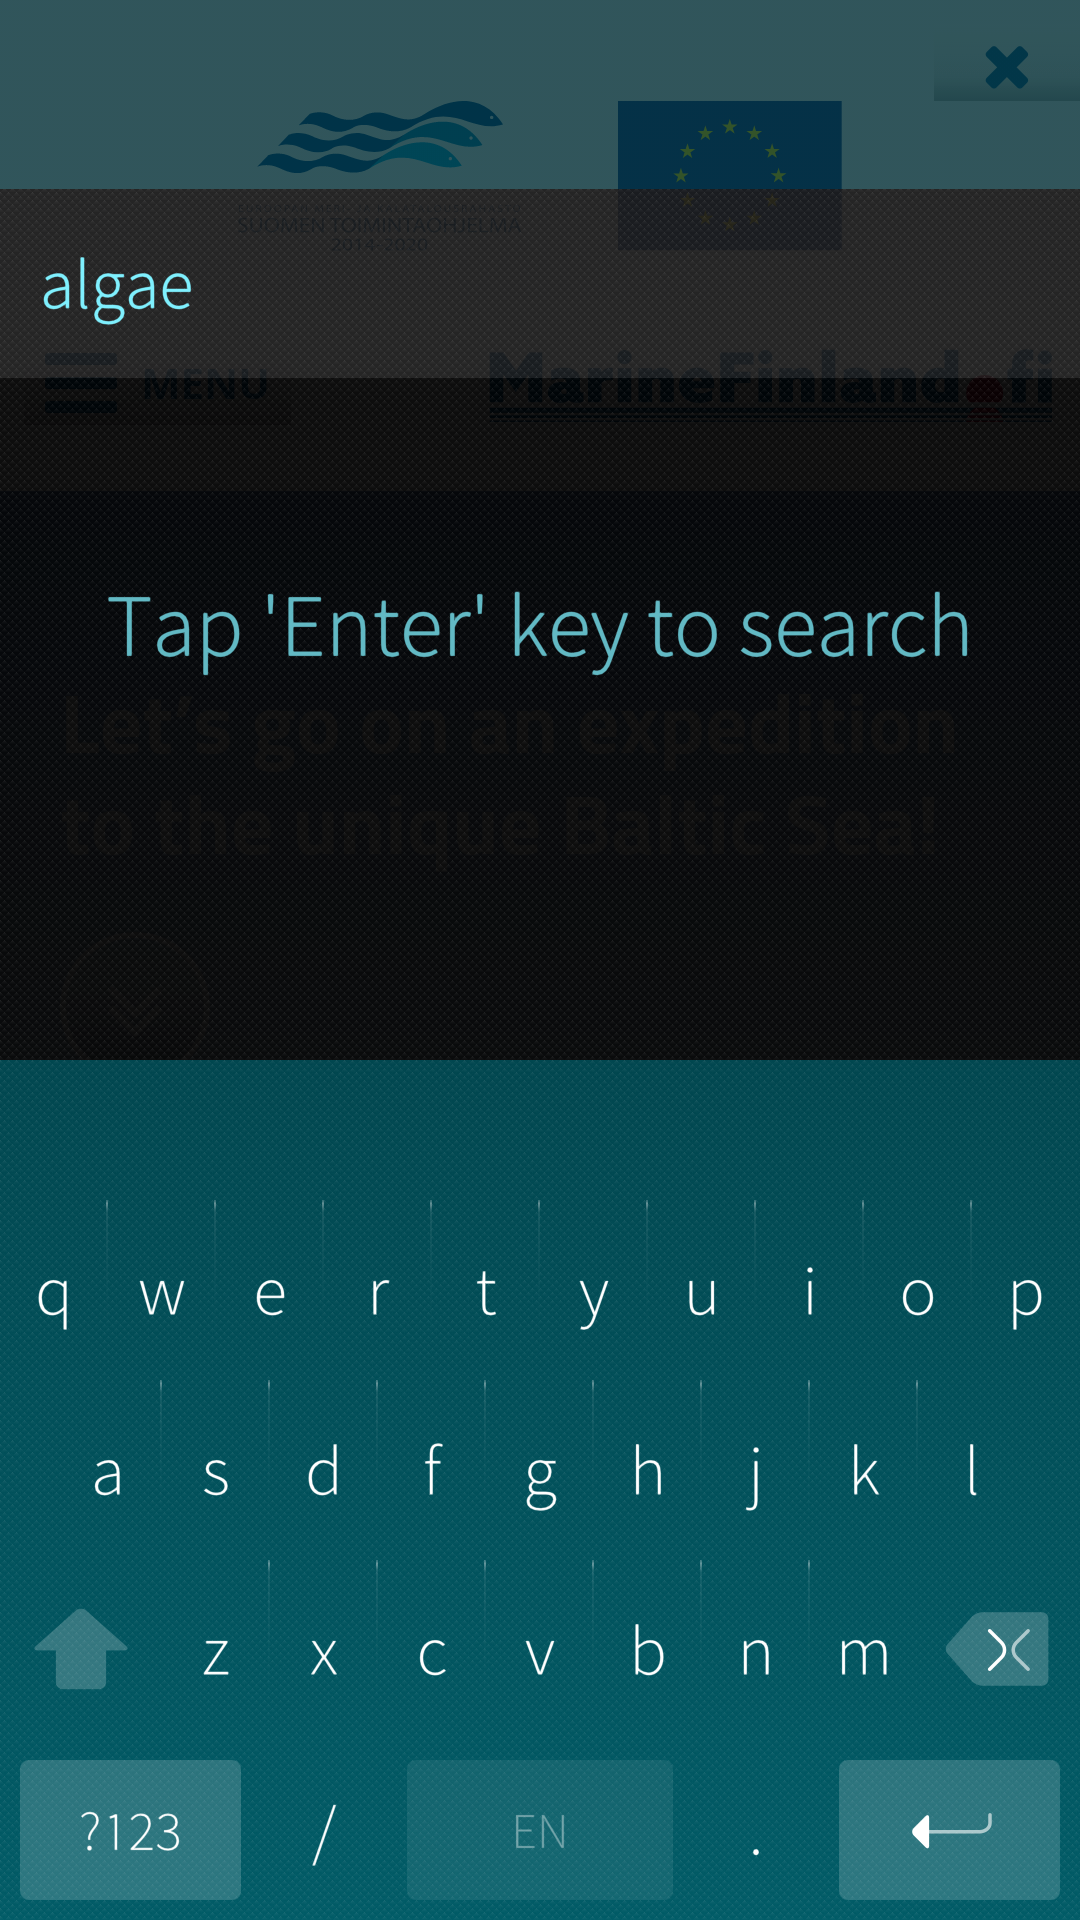 SUOMEN TOIMINTAOHJELMA
2014-2020
algae
MENU
MarineFinland.fi
Tap 'Enter' key to search
Let's go on an expedition
to the unique Baltic Sea!
q w e r t y u i o p
a s d f g h j k l
z x c v b n m
?123 / EN .